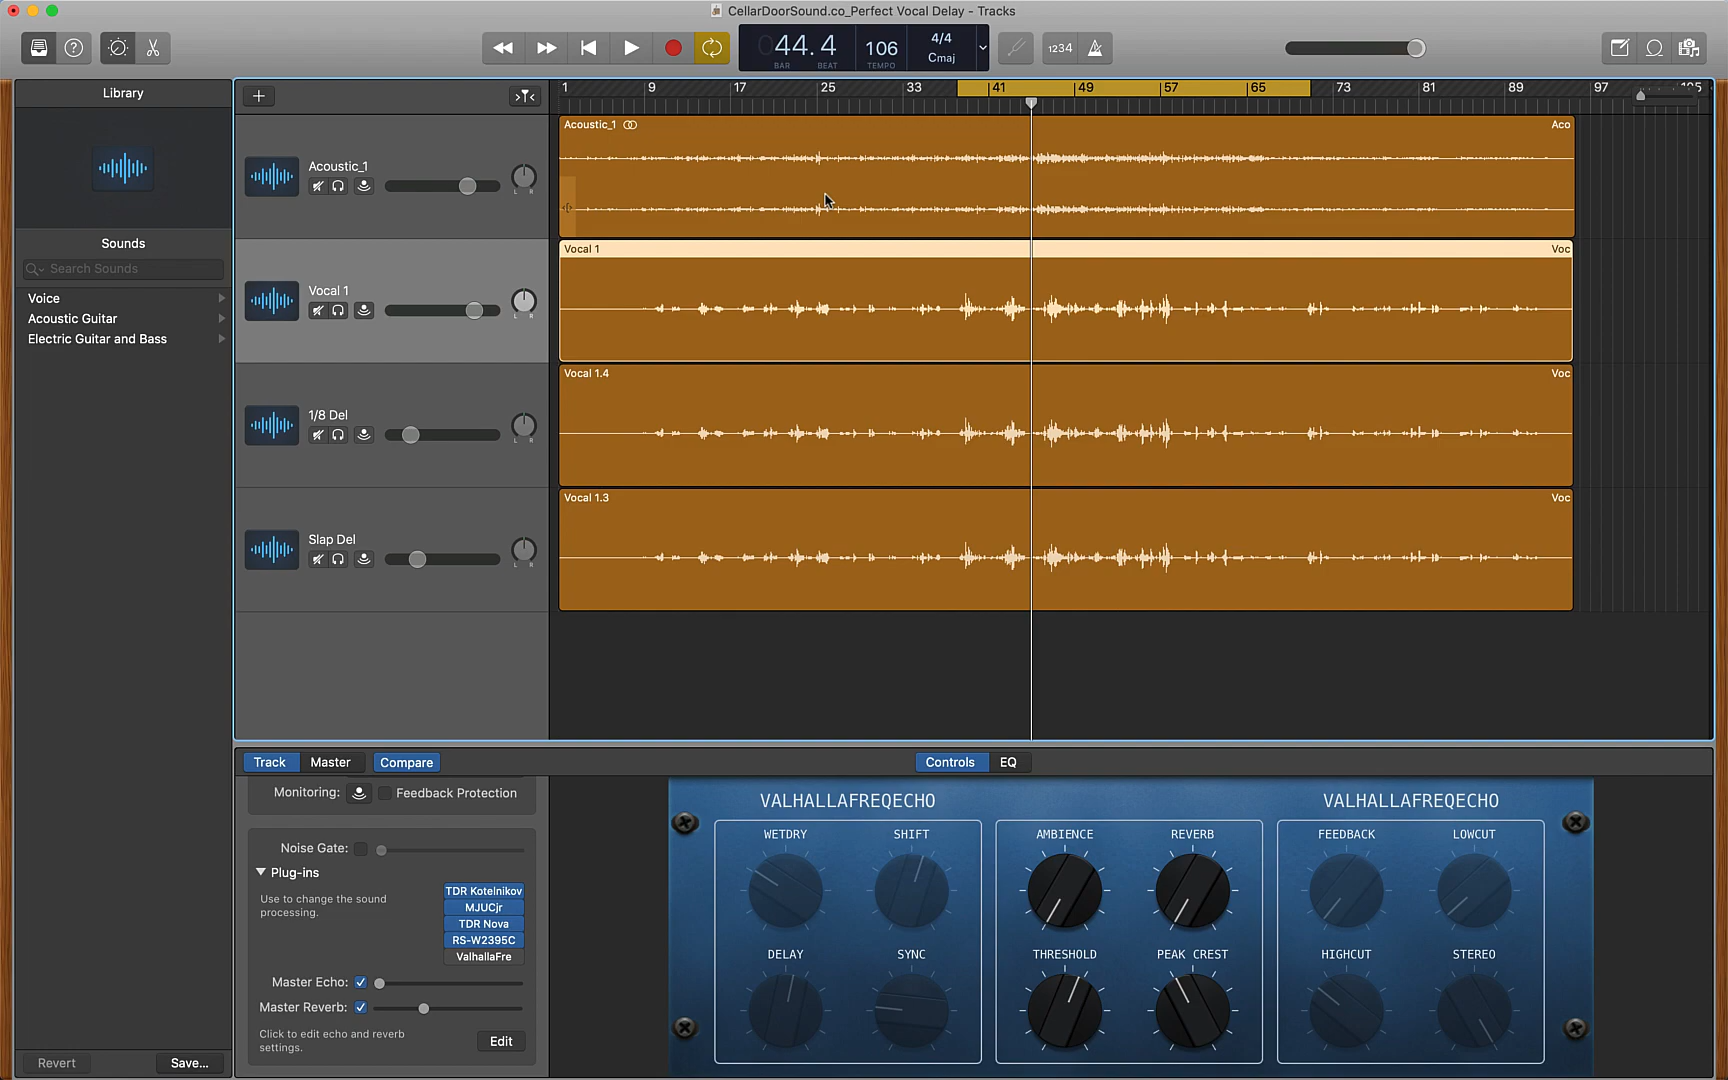 CellarDoorSound.co_Perfect Vocal Delay - Tracks
44.4
BAR BEAT
106
TEMPO
4/4
Cmaj
1234
Library
Sounds
Search Sounds
Voice
Acoustic Guitar
Electric Guitar and Bass
Revert
Save...
1 9 17 25 33 41 49 57 65 73 81 89 97 105
Acoustic_1
L R
Acoustic_1
Aco
Vocal 1
L R
Vocal 1
Voc
1/8 Del
L R
Vocal 1.4
Voc
Slap Del
L R
Vocal 1.3
Voc
Track
Master
Compare
Controls
EQ
Monitoring:
Feedback Protection
Noise Gate:
Plug-ins
Use to change the sound
processing.
TDR Kotelnikov
MJUCjr
TDR Nova
RS-W2395C
ValhallaFre
Master Echo:
Master Reverb:
Click to edit echo and reverb
settings.
Edit
VALHALLAFREQECHO
WETDRY
SHIFT
DELAY
SYNC
AMBIENCE
REVERB
THRESHOLD
PEAK CREST
VALHALLAFREQECHO
FEEDBACK
LOWCUT
HIGHCUT
STEREO